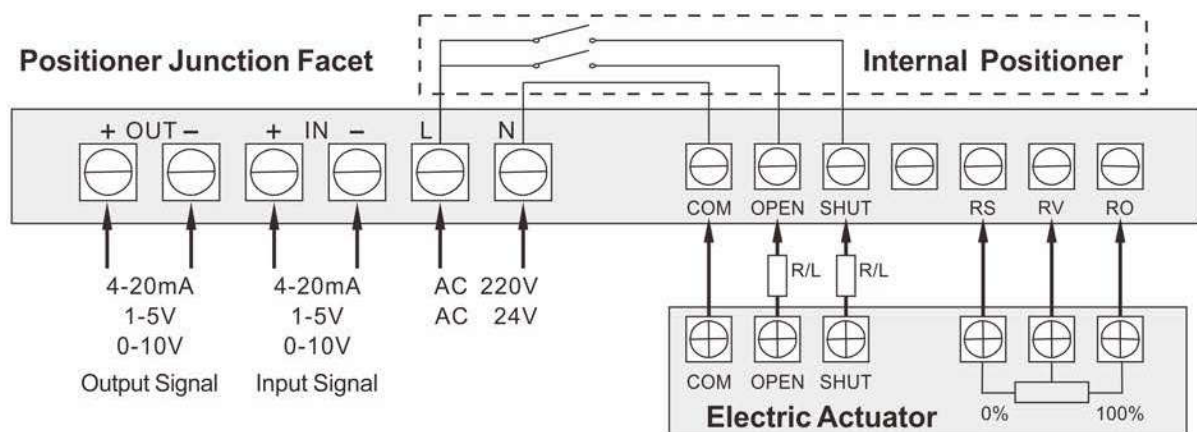 Positioner Junction Facet
Internal Positioner
+ OUT − + IN − L N
COM OPEN SHUT RS RV RO
R/L R/L
4-20mA 4-20mA AC 220V
1-5V 1-5V AC 24V
0-10V 0-10V
Output Signal Input Signal
COM OPEN SHUT
0% 100%
Electric Actuator